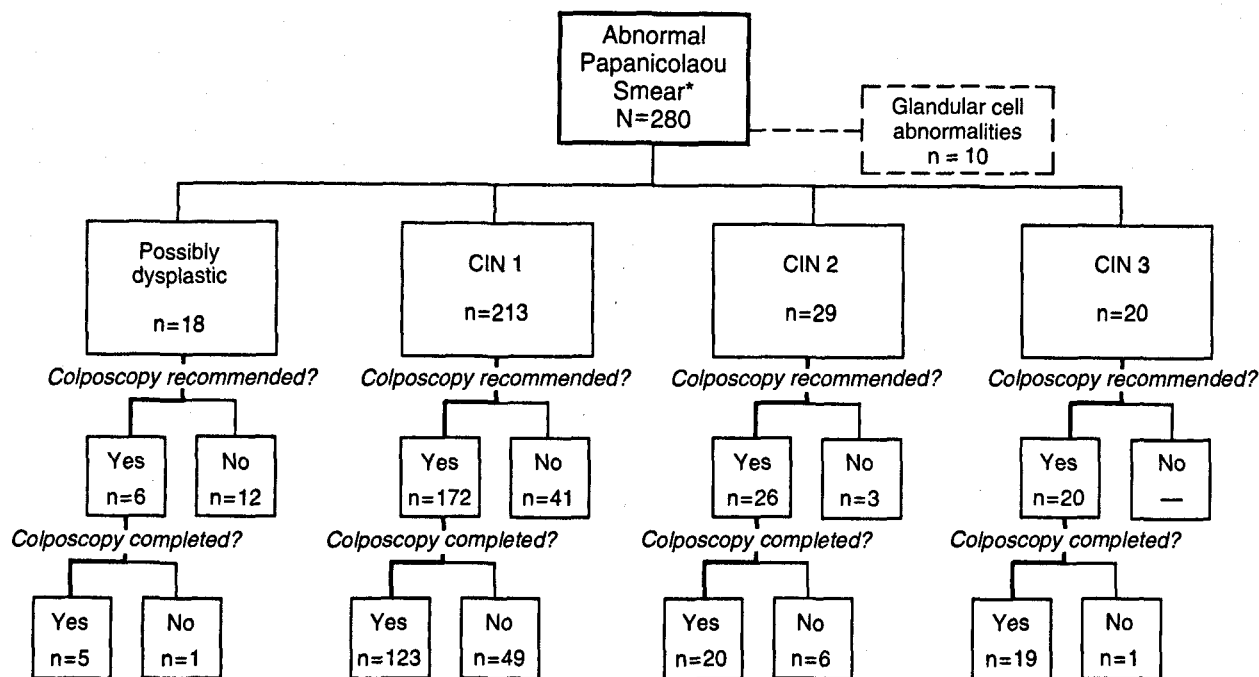 Abnormal
Papanicolaou
Smear*
N=280
Glandular cell
abnormalities
n = 10
Possibly
dysplastic
n=18
CIN 1
n=213
CIN 2
n=29
CIN 3
n=20
Colposcopy recommended?
Colposcopy recommended?
Colposcopy recommended?
Colposcopy recommended?
Yes
n=6
No
n=12
Yes
n=172
No
n=41
Yes
n=26
No
n=3
Yes
n=20
No
—
Colposcopy completed?
Colposcopy completed?
Colposcopy completed?
Colposcopy completed?
Yes
n=5
No
n=1
Yes
n=123
No
n=49
Yes
n=20
No
n=6
Yes
n=19
No
n=1